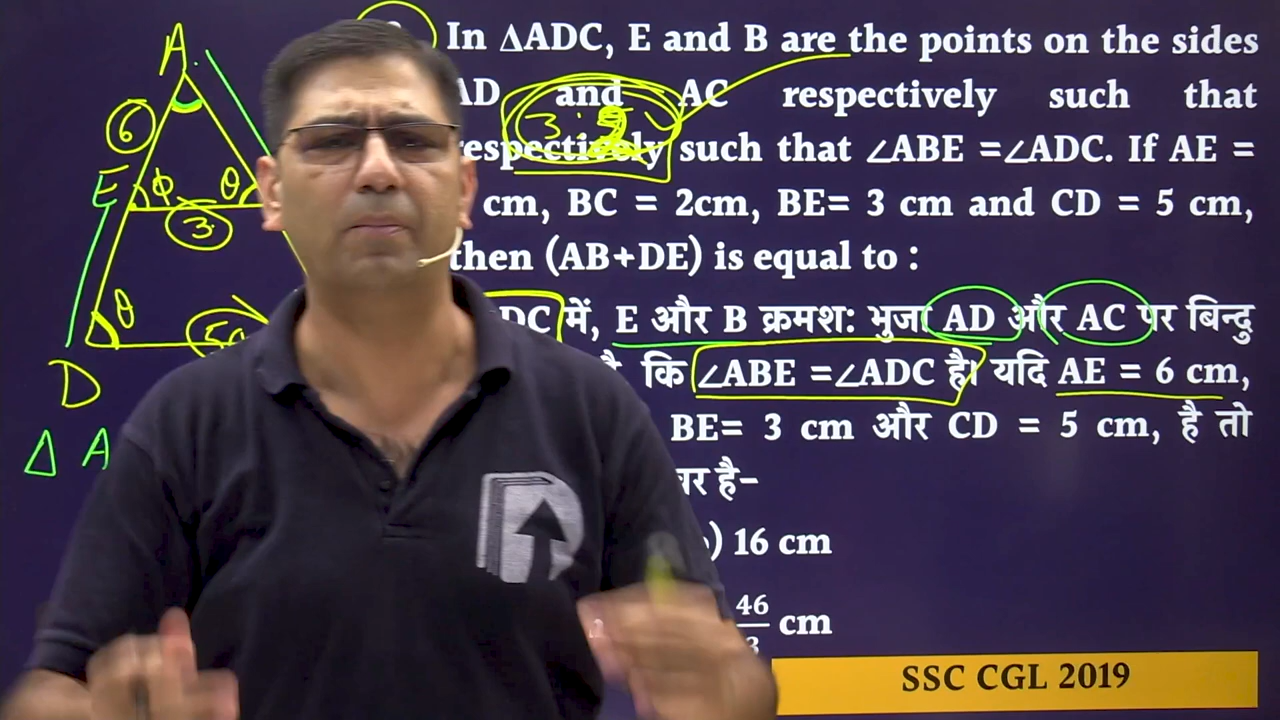 In ΔADC, E and B are the points on the sides
AD and AC respectively such that
respectively such that ∠ABE =∠ADC. If AE =
cm, BC = 2cm, BE= 3 cm and CD = 5 cm,
then (AB+DE) is equal to :
DC में, E और B क्रमश: भुजा AD और AC पर बिन्दु
कि ∠ABE =∠ADC है। यदि AE = 6 cm,
BE= 3 cm और CD = 5 cm, है तो
है–
16 cm
46
3 cm
SSC CGL 2019
A
6
E φ θ
3
θ
D
Δ A
3:5